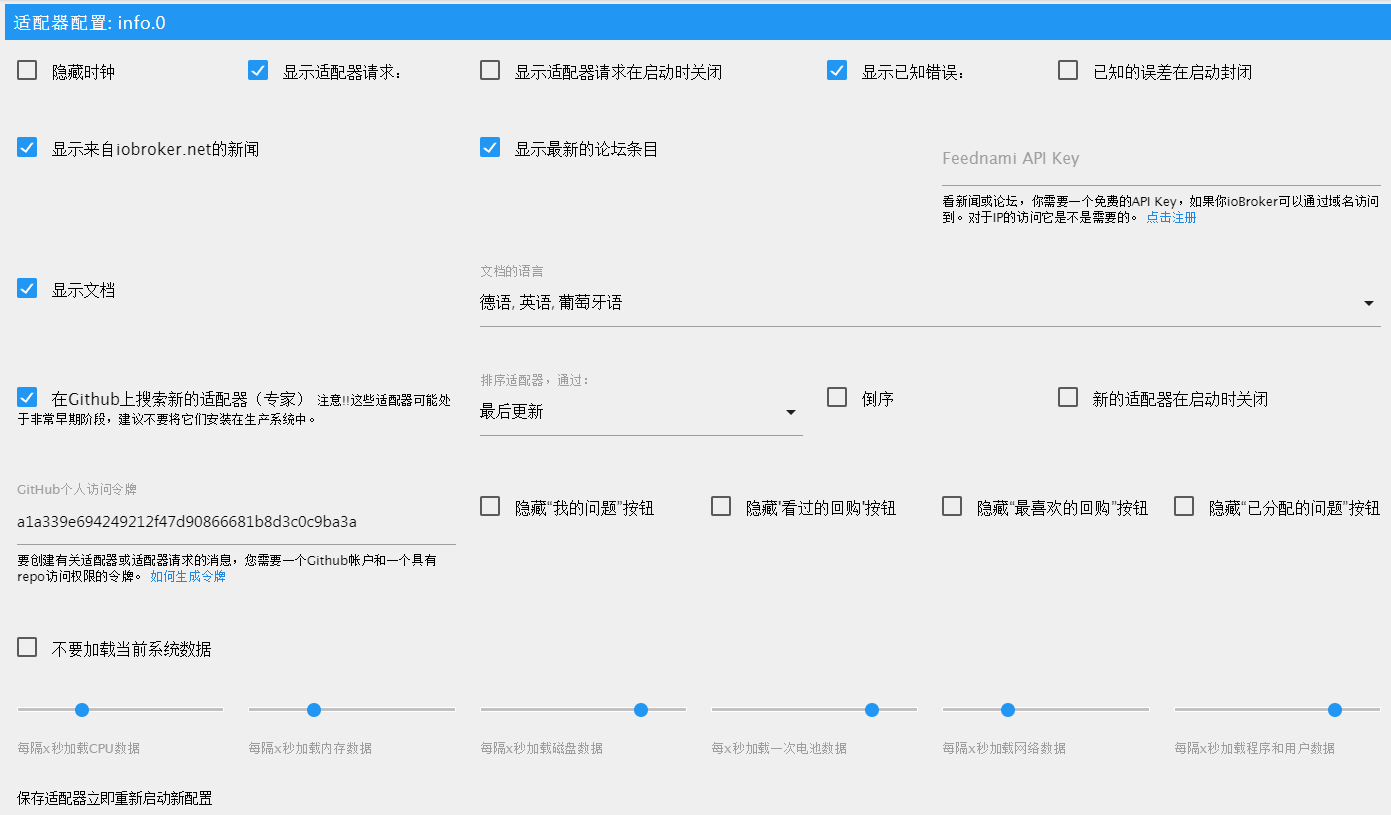 适配器配置: info.0
隐藏时钟
显示适配器请求:
显示适配器请求在启动时关闭
显示已知错误:
已知的误差在启动封闭
显示来自iobroker.net的新闻
显示最新的论坛条目
Feednami API Key
看新闻或论坛，你需要一个免费的API Key，如果你ioBroker可以通过域名访问
到。对于IP的访问它是不是需要的。 点击注册
显示文档
文档的语言
德语, 英语, 葡萄牙语
在Github上搜索新的适配器（专家） 注意!!这些适配器可能处
于非常早期阶段，建议不要将它们安装在生产系统中。
排序适配器，通过:
最后更新
倒序
新的适配器在启动时关闭
GitHub个人访问令牌
a1a339e694249212f47d90866681b8d3c0c9ba3a
要创建有关适配器或适配器请求的消息，您需要一个Github帐户和一个具有
repo访问权限的令牌。 如何生成令牌
隐藏“我的问题”按钮
隐藏'看过的回购'按钮
隐藏“最喜欢的回购”按钮
隐藏“已分配的问题”按钮
不要加载当前系统数据
每隔x秒加载CPU数据
每隔x秒加载内存数据
每隔x秒加载磁盘数据
每x秒加载一次电池数据
每隔x秒加载网络数据
每隔x秒加载程序和用户数据
保存适配器立即重新启动新配置